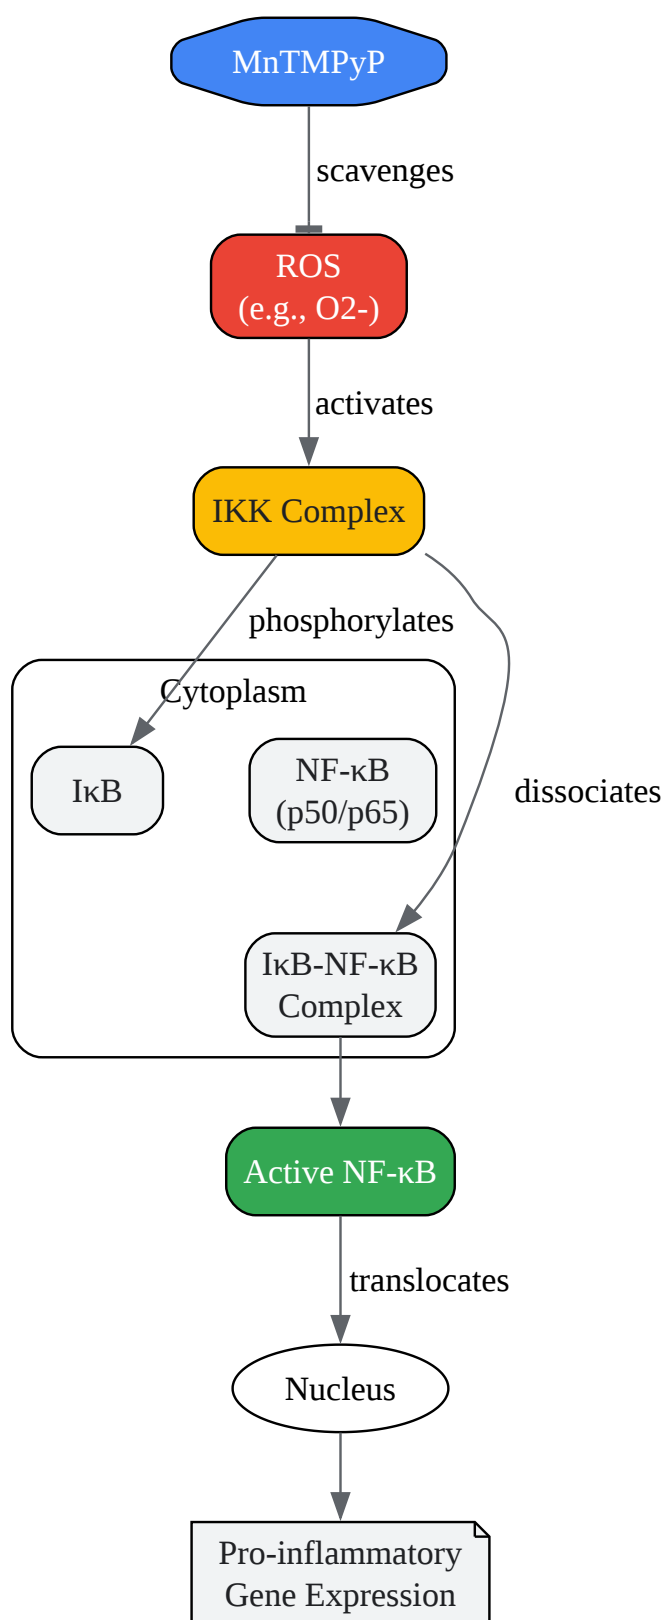 MnTMPyP
scavenges
ROS
(e.g., O2-)
activates
IKK Complex
phosphorylates
Cytoplasm
IκB
NF-κB
(p50/p65)
dissociates
IκB-NF-κB
Complex
Active NF-κB
translocates
Nucleus
Pro-inflammatory
Gene Expression